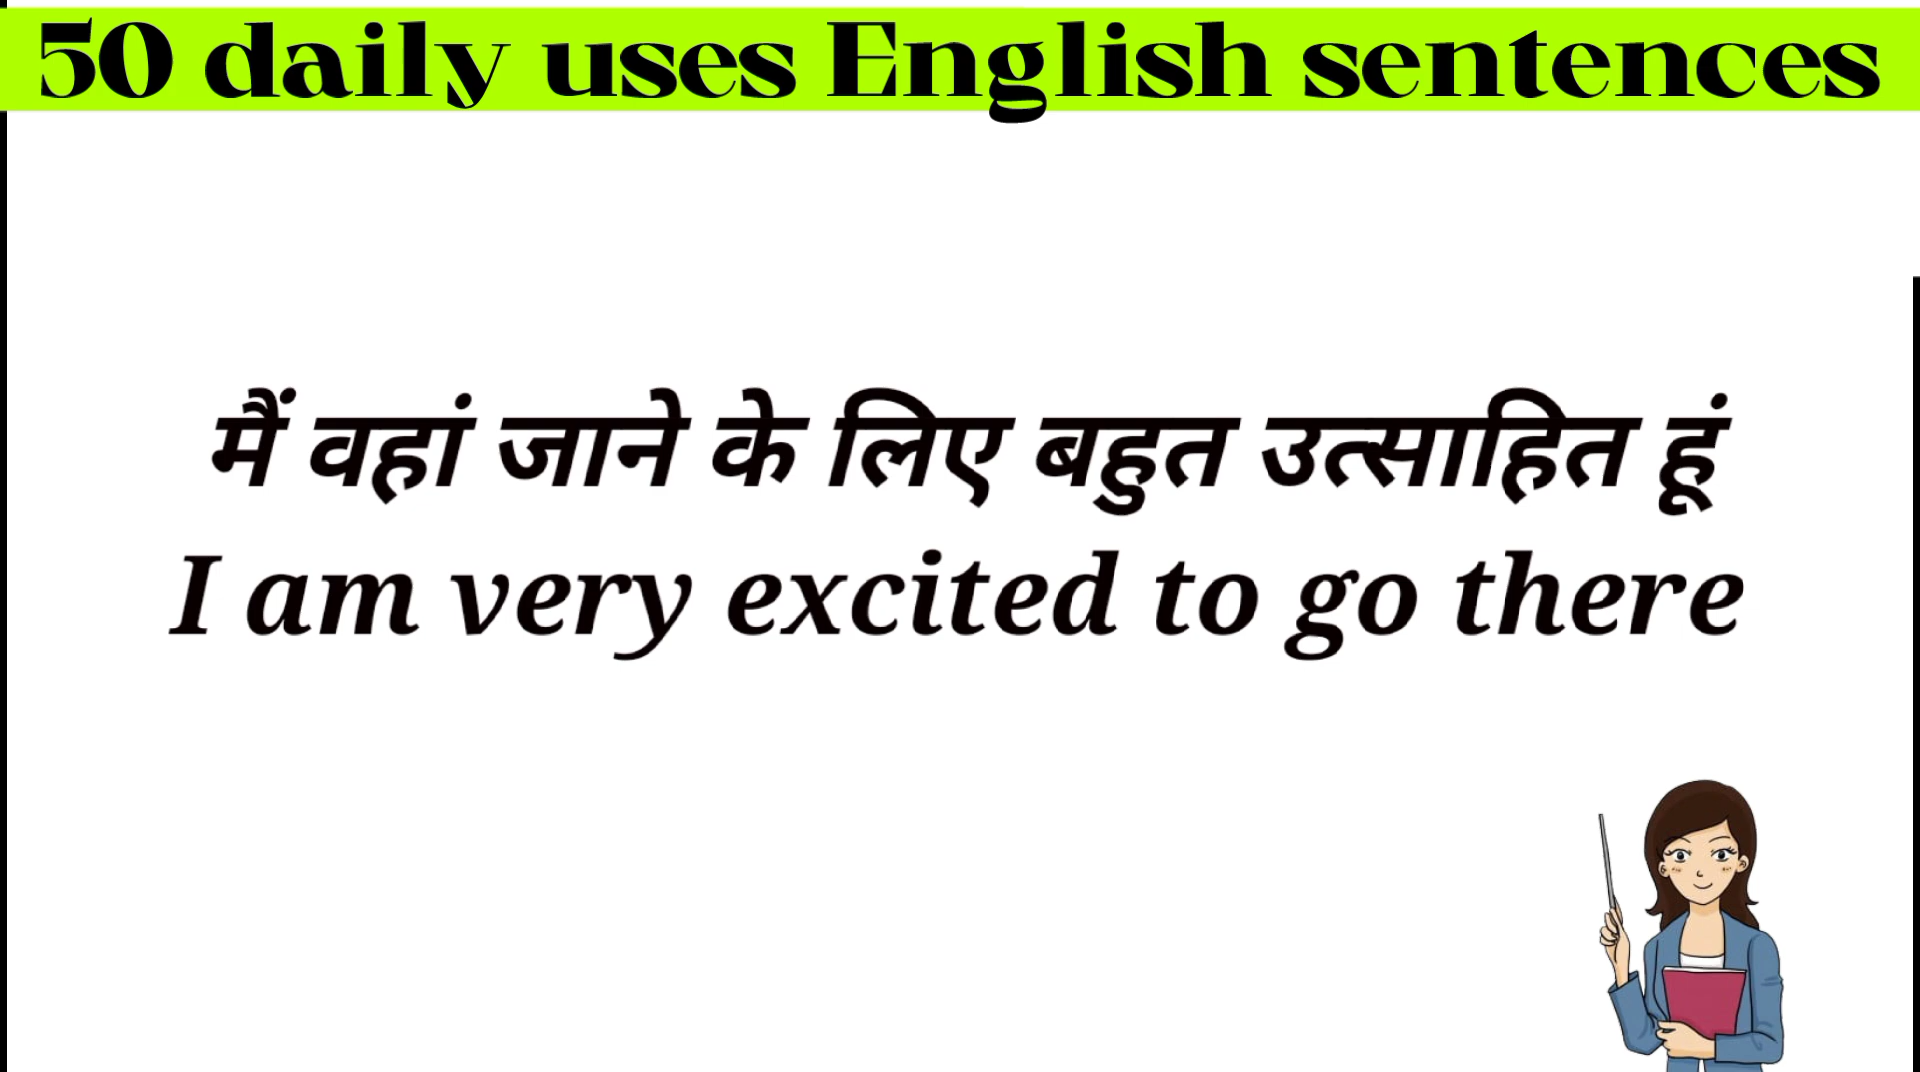 50 daily uses English sentences
मैं वहां जाने के लिए बहुत उत्साहित हूं
I am very excited to go there